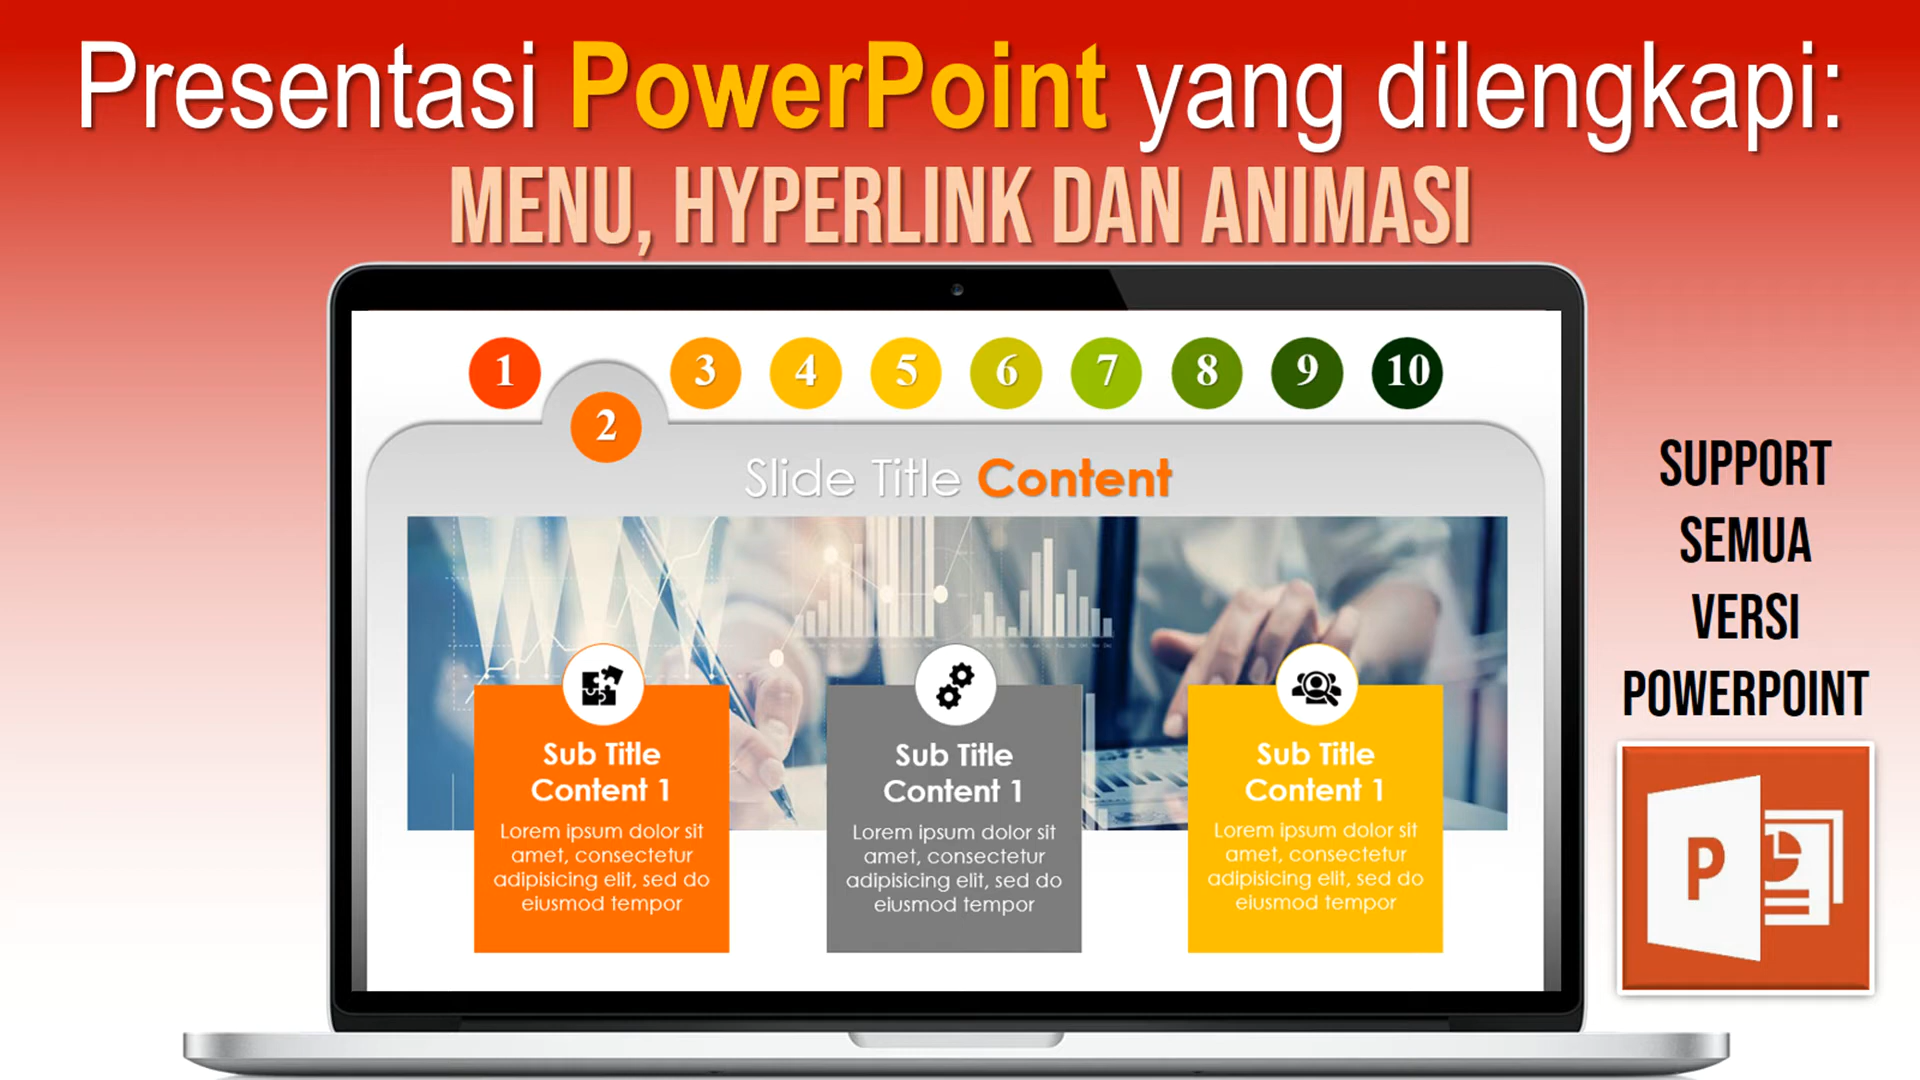 Presentasi PowerPoint yang dilengkapi:
MENU, HYPERLINK DAN ANIMASI
1 2 3 4 5 6 7 8 9 10
Slide Title Content
Sub Title
Content 1
Lorem ipsum dolor sit
amet, consectetur
adipisicing elit, sed do
eiusmod tempor
Sub Title
Content 1
Lorem ipsum dolor sit
amet, consectetur
adipisicing elit, sed do
eiusmod tempor
Sub Title
Content 1
Lorem ipsum dolor sit
amet, consectetur
adipisicing elit, sed do
eiusmod tempor
SUPPORT
SEMUA
VERSI
POWERPOINT
P